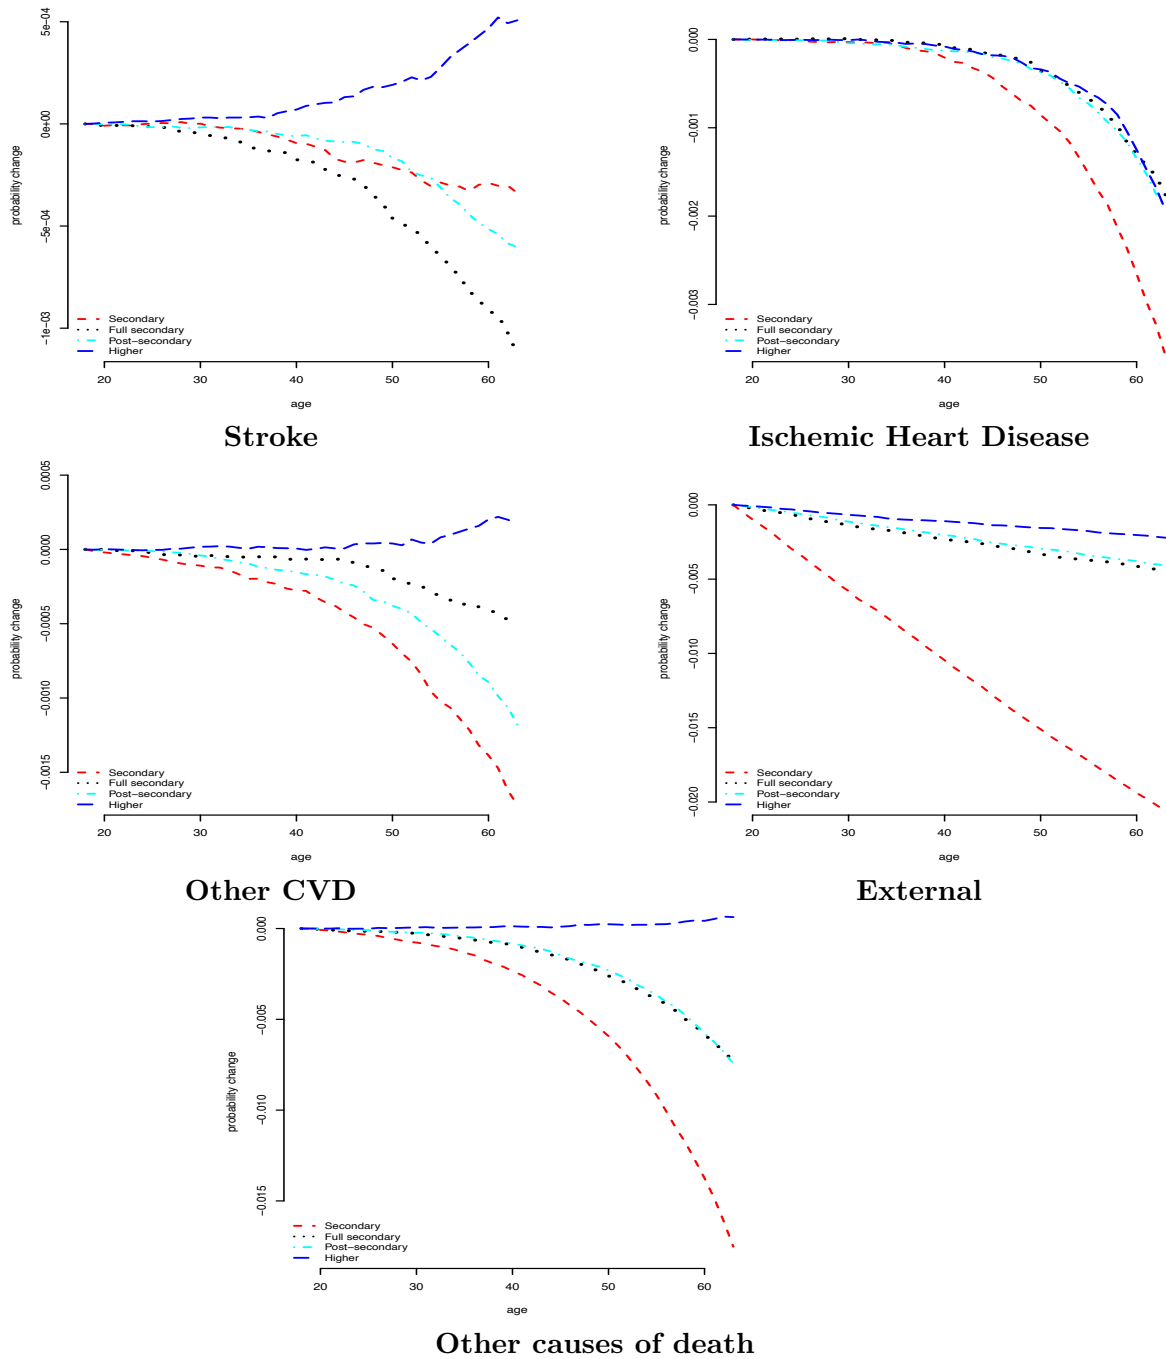 5e−04
0e+00
−5e−04
−1e−03
probability change
Secondary
Full secondary
Post−secondary
Higher
20 30 40 50 60
age
Stroke
0.000
−0.001
−0.002
−0.003
probability change
Secondary
Full secondary
Post−secondary
Higher
20 30 40 50 60
age
Ischemic Heart Disease
0.0005
0.0000
−0.0005
−0.0010
−0.0015
probability change
Secondary
Full secondary
Post−secondary
Higher
20 30 40 50 60
age
Other CVD
0.000
−0.005
−0.010
−0.015
−0.020
probability change
Secondary
Full secondary
Post−secondary
Higher
20 30 40 50 60
age
External
0.000
−0.005
−0.010
−0.015
probability change
Secondary
Full secondary
Post−secondary
Higher
20 30 40 50 60
age
Other causes of death